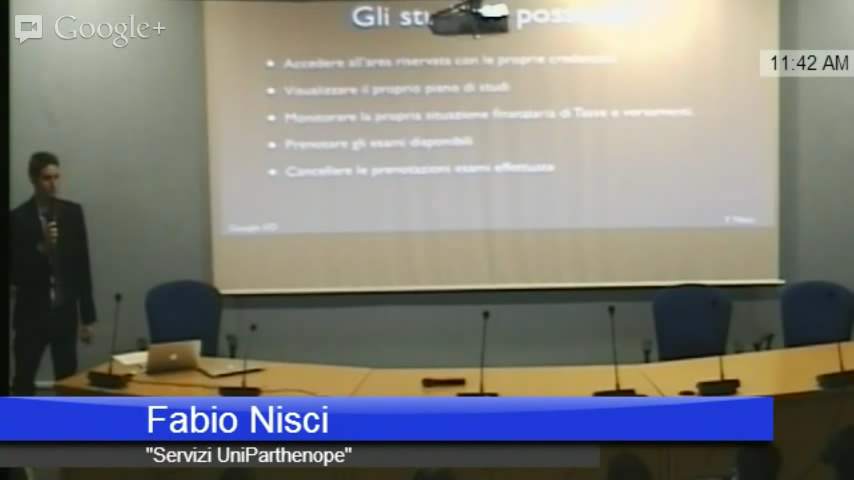 Google+
11:42 AM
Gli
Accedere all'area riservata con le proprie
Visualizzare il proprio piano di studi
Monitorare la propria situazione finanziaria di Tasse e versamenti.
Prenotare gli esami disponibili
Cancellare le prenotazioni esami effettuate
Fabio Nisci
"Servizi UniParthenope"